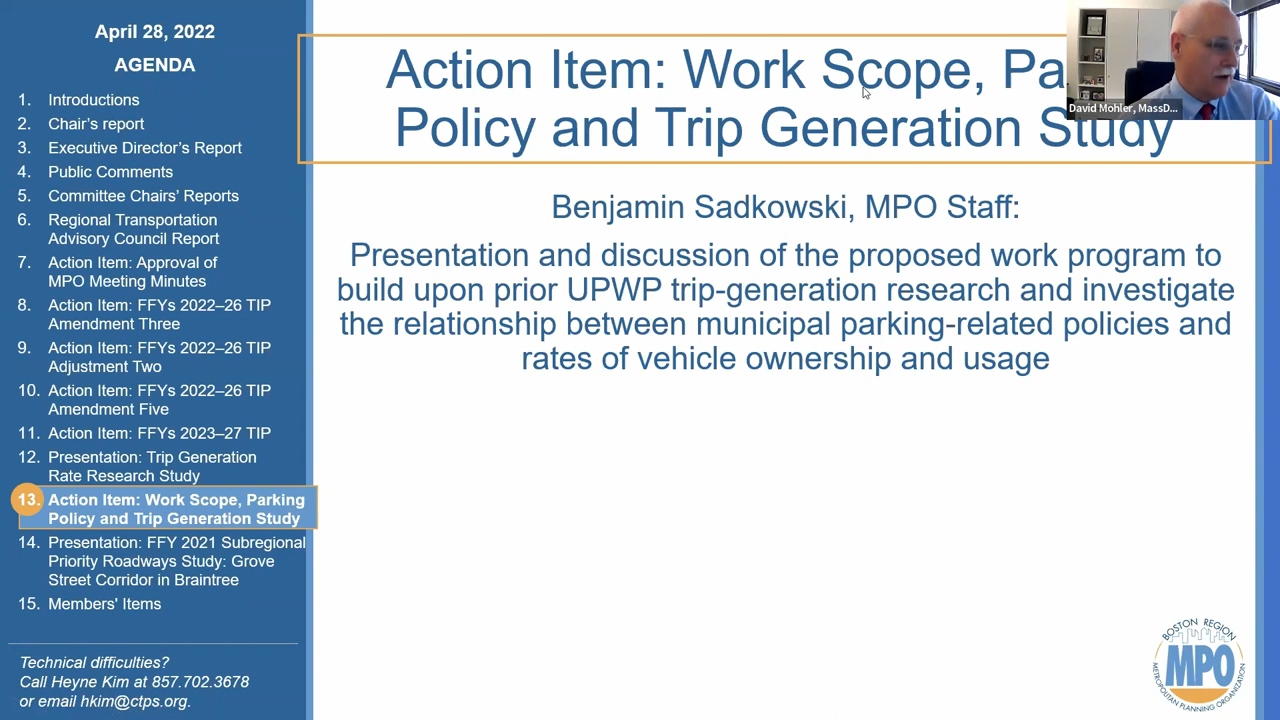 April 28, 2022
AGENDA
1. Introductions
2. Chair's report
3. Executive Director's Report
4. Public Comments
5. Committee Chairs' Reports
6. Regional Transportation
Advisory Council Report
7. Action Item: Approval of
MPO Meeting Minutes
8. Action Item: FFYs 2022–26 TIP
Amendment Three
9. Action Item: FFYs 2022–26 TIP
Adjustment Two
10. Action Item: FFYs 2022–26 TIP
Amendment Five
11. Action Item: FFYs 2023–27 TIP
12. Presentation: Trip Generation
Rate Research Study
13. Action Item: Work Scope, Parking
Policy and Trip Generation Study
14. Presentation: FFY 2021 Subregional
Priority Roadways Study: Grove
Street Corridor in Braintree
15. Members' Items
Technical difficulties?
Call Heyne Kim at 857.702.3678
or email hkim@ctps.org.
Action Item: Work Scope, Pa
Policy and Trip Generation Study
Benjamin Sadkowski, MPO Staff:
Presentation and discussion of the proposed work program to
build upon prior UPWP trip-generation research and investigate
the relationship between municipal parking-related policies and
rates of vehicle ownership and usage
David Mohler, MassD...
BOSTON REGION
MPO
METROPOLITAN PLANNING ORGANIZATION